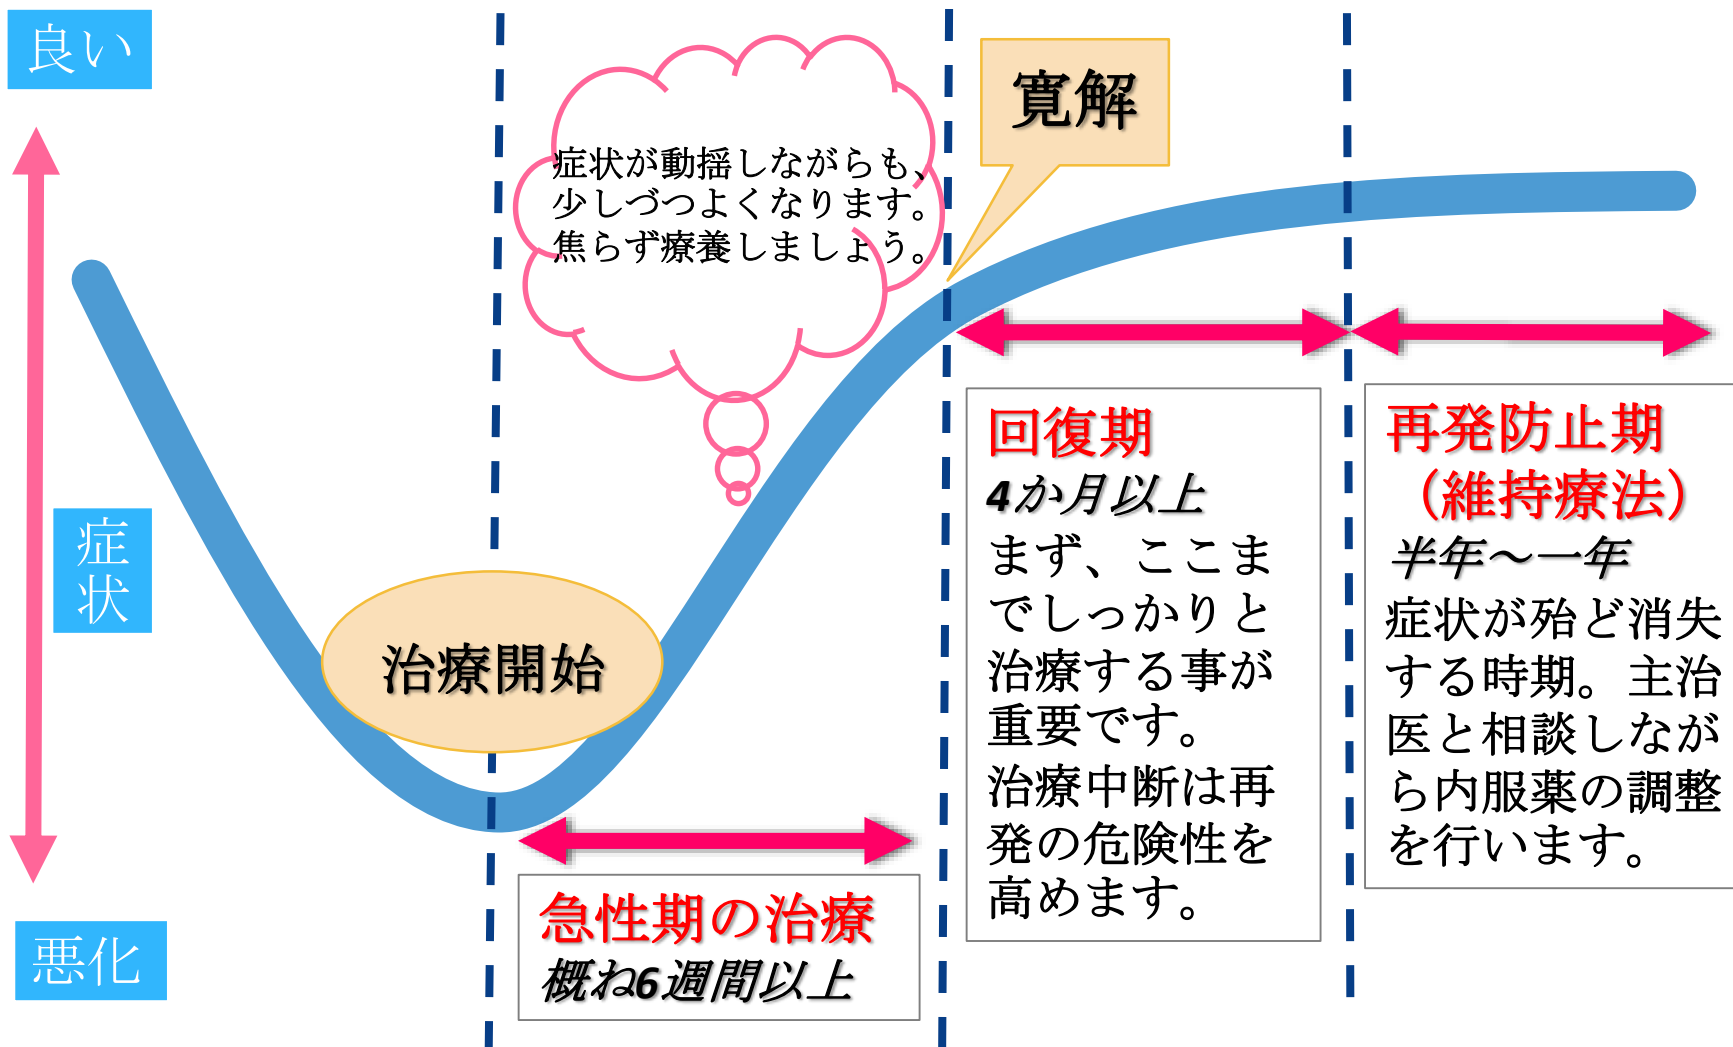 良い
症状
悪化
治療開始
症状が動揺しながらも、
少しづつよくなります。
焦らず療養しましょう。
寛解
急性期の治療
概ね6週間以上
回復期
4か月以上
まず、ここま
でしっかりと
治療する事が
重要です。
治療中断は再
発の危険性を
高めます。
再発防止期
（維持療法）
半年～一年
症状が殆ど消失
する時期。主治
医と相談しなが
ら内服薬の調整
を行います。